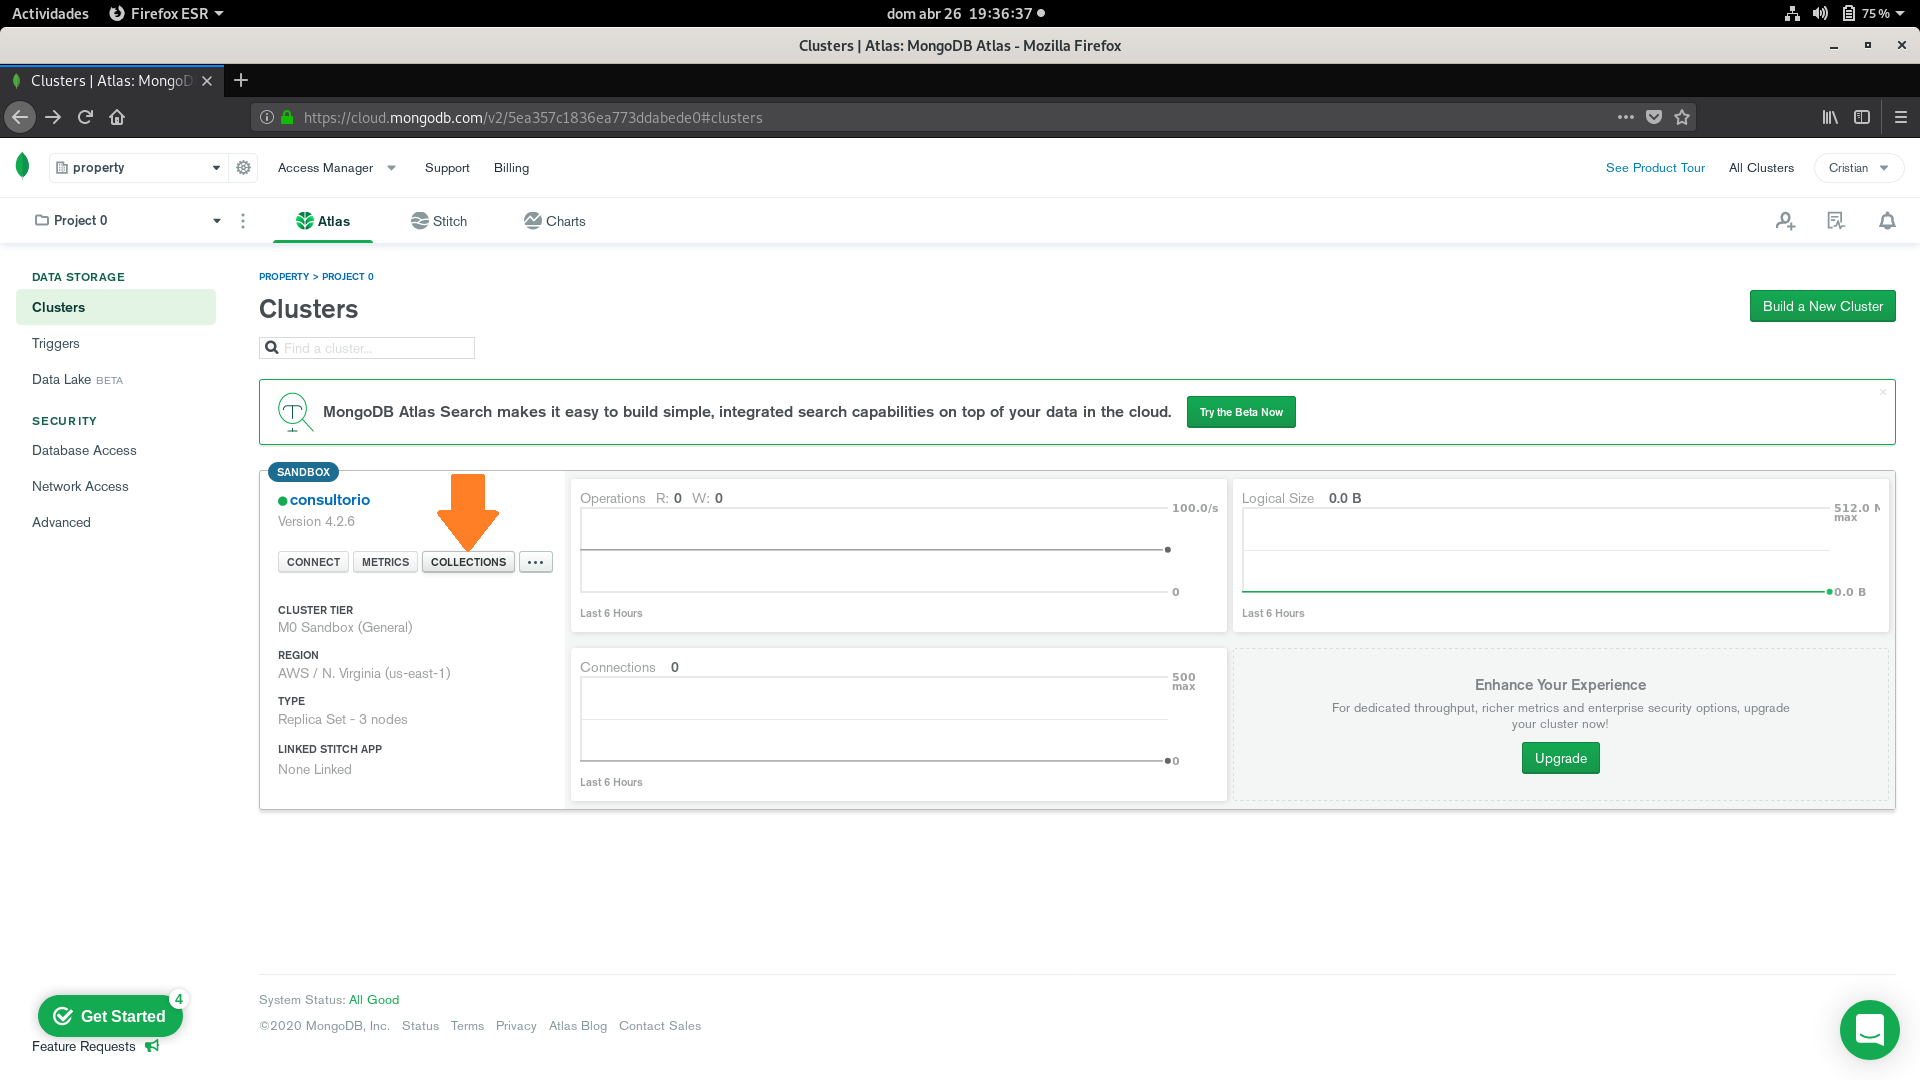 Actividades Firefox ESR dom abr 26 19:36:37 75 %
Clusters | Atlas: MongoDB Atlas - Mozilla Firefox
Clusters | Atlas: MongoD
https://cloud.mongodb.com/v2/5ea357c1836ea773ddabede0#clusters
property Access Manager Support Billing See Product Tour All Clusters Cristian
Project 0 Atlas Stitch Charts
DATA STORAGE
Clusters
Triggers
Data Lake BETA
SECURITY
Database Access
Network Access
Advanced
PROPERTY > PROJECT 0
Clusters
Build a New Cluster
Find a cluster...
MongoDB Atlas Search makes it easy to build simple, integrated search capabilities on top of your data in the cloud. Try the Beta Now
SANDBOX
consultorio
Version 4.2.6
CONNECT METRICS COLLECTIONS ...
CLUSTER TIER
M0 Sandbox (General)
REGION
AWS / N. Virginia (us-east-1)
TYPE
Replica Set - 3 nodes
LINKED STITCH APP
None Linked
Operations R: 0 W: 0
100.0/s
0
Last 6 Hours
Logical Size 0.0 B
512.0 M
max
0.0 B
Last 6 Hours
Connections 0
500
max
0
Last 6 Hours
Enhance Your Experience
For dedicated throughput, richer metrics and enterprise security options, upgrade
your cluster now!
Upgrade
System Status: All Good
©2020 MongoDB, Inc. Status Terms Privacy Atlas Blog Contact Sales
Get Started 4
Feature Requests